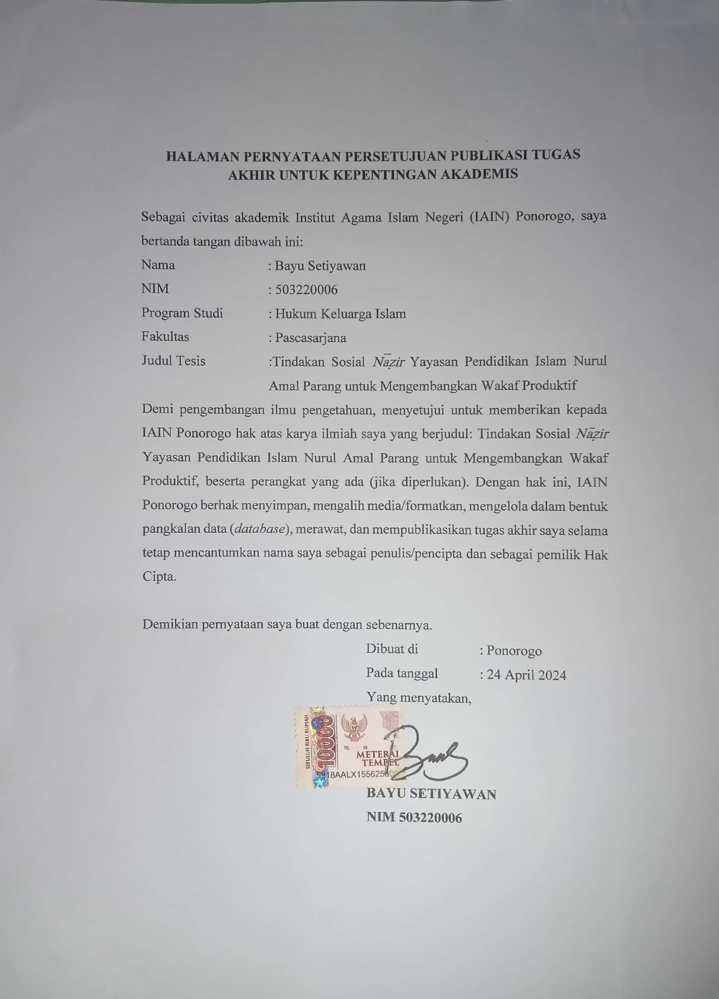 HALAMAN PERNYATAAN PERSETUJUAN PUBLIKASI TUGAS
AKHIR UNTUK KEPENTINGAN AKADEMIS
Sebagai civitas akademik Institut Agama Islam Negeri (IAIN) Ponorogo, saya
bertanda tangan dibawah ini:
Nama : Bayu Setiyawan
NIM : 503220006
Program Studi : Hukum Keluarga Islam
Fakultas : Pascasarjana
Judul Tesis :Tindakan Sosial Nāẓir Yayasan Pendidikan Islam Nurul
Amal Parang untuk Mengembangkan Wakaf Produktif
Demi pengembangan ilmu pengetahuan, menyetujui untuk memberikan kepada
IAIN Ponorogo hak atas karya ilmiah saya yang berjudul: Tindakan Sosial Nāẓir
Yayasan Pendidikan Islam Nurul Amal Parang untuk Mengembangkan Wakaf
Produktif, beserta perangkat yang ada (jika diperlukan). Dengan hak ini, IAIN
Ponorogo berhak menyimpan, mengalih media/formatkan, mengelola dalam bentuk
pangkalan data (database), merawat, dan mempublikasikan tugas akhir saya selama
tetap mencantumkan nama saya sebagai penulis/pencipta dan sebagai pemilik Hak
Cipta.
Demikian pernyataan saya buat dengan sebenarnya.
Dibuat di : Ponorogo
Pada tanggal : 24 April 2024
Yang menyatakan,
SEPULUH RIBU RUPIAH
10000
TGL. 20
METERAI
TEMPEL
BAYU SETIYAWAN
NIM 503220006